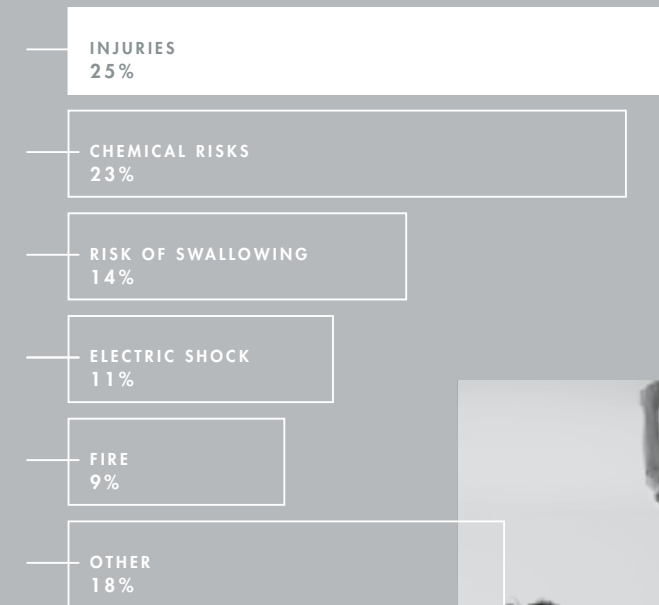 INJURIES
25%
CHEMICAL RISKS
23%
RISK OF SWALLOWING
14%
ELECTRIC SHOCK
11%
FIRE
9%
OTHER
18%